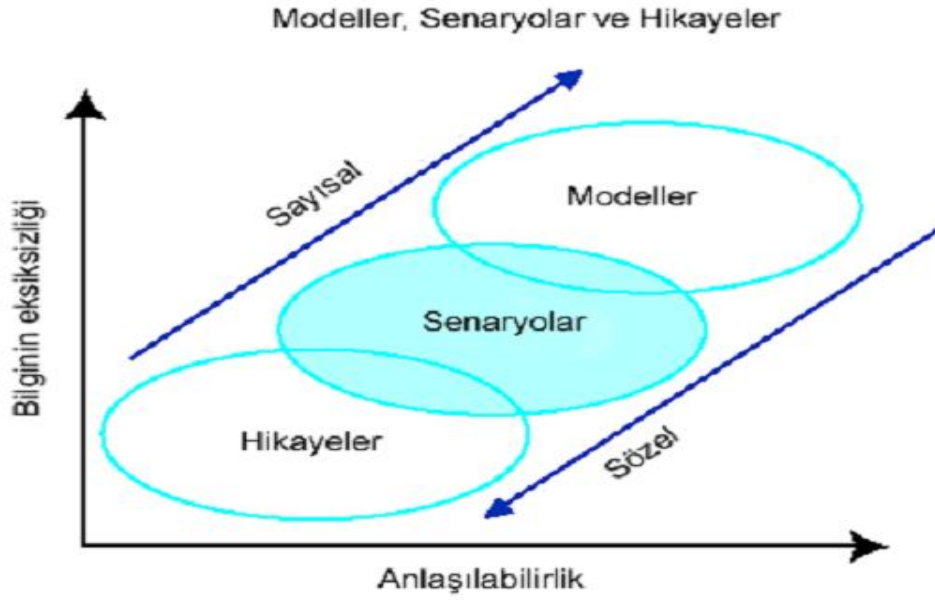 Modeller, Senaryolar ve Hikayeler
Sayısal
Modeller
Bilginin eksiksizliği
Senaryolar
Hikayeler
Sözel
Anlaşılabilirlik